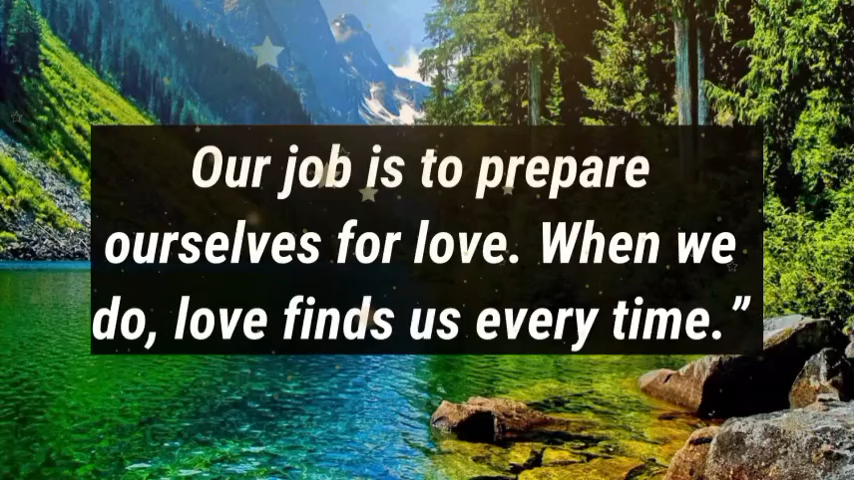 Our job is to prepare
ourselves for love. When we
do, love finds us every time.”